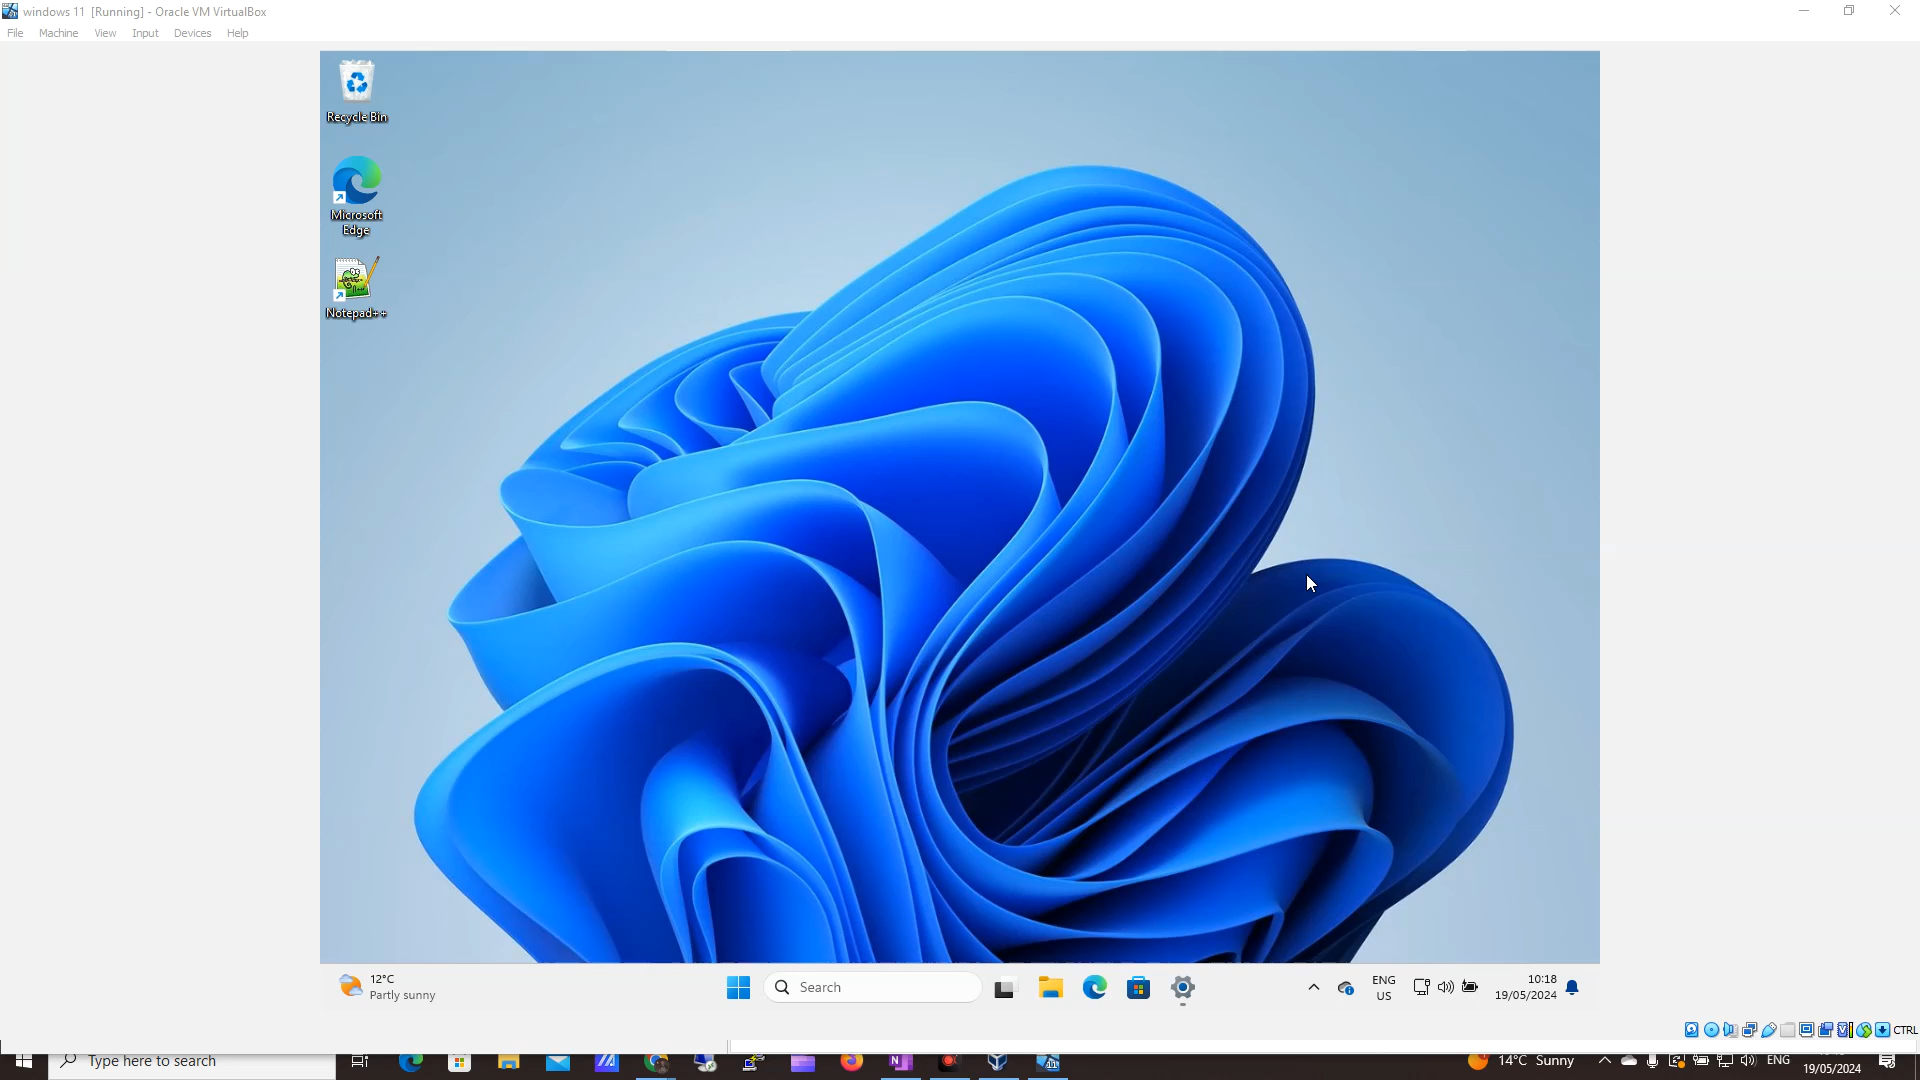 windows 11 [Running] - Oracle VM VirtualBox
File Machine View Input Devices Help
Recycle Bin
Microsoft
Edge
Notepad++
12°C
Partly sunny
Search
ENG
US
10:18
19/05/2024
CTRL
Type here to search
14°C Sunny
ENG
19/05/2024